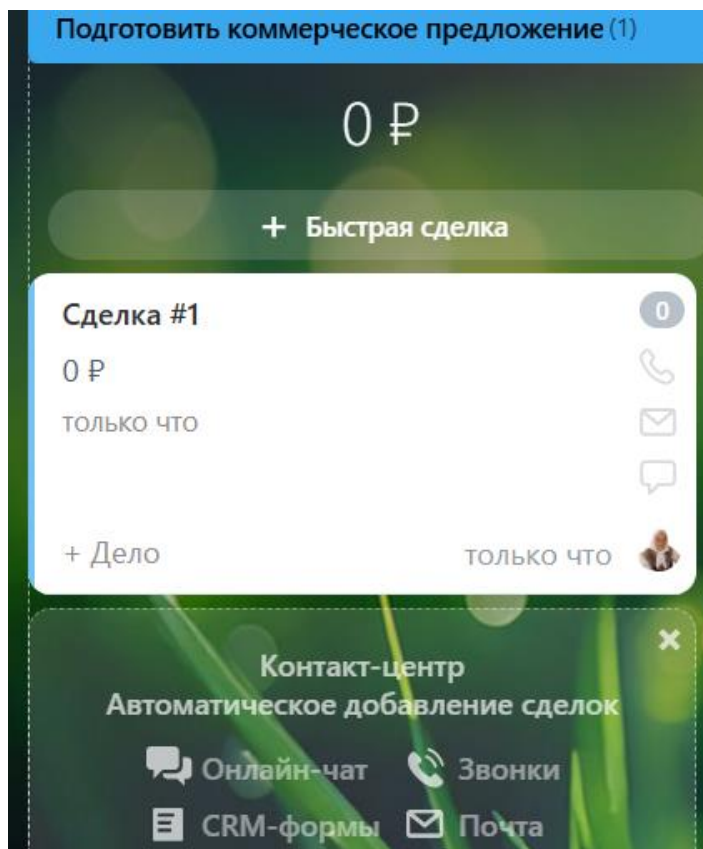 Подготовить коммерческое предложение (1)
0 ₽
+ Быстрая сделка
Сделка #1
0
0 ₽
только что
+ Дело
только что
Контакт-центр
Автоматическое добавление сделок
Онлайн-чат Звонки
CRM-формы Почта